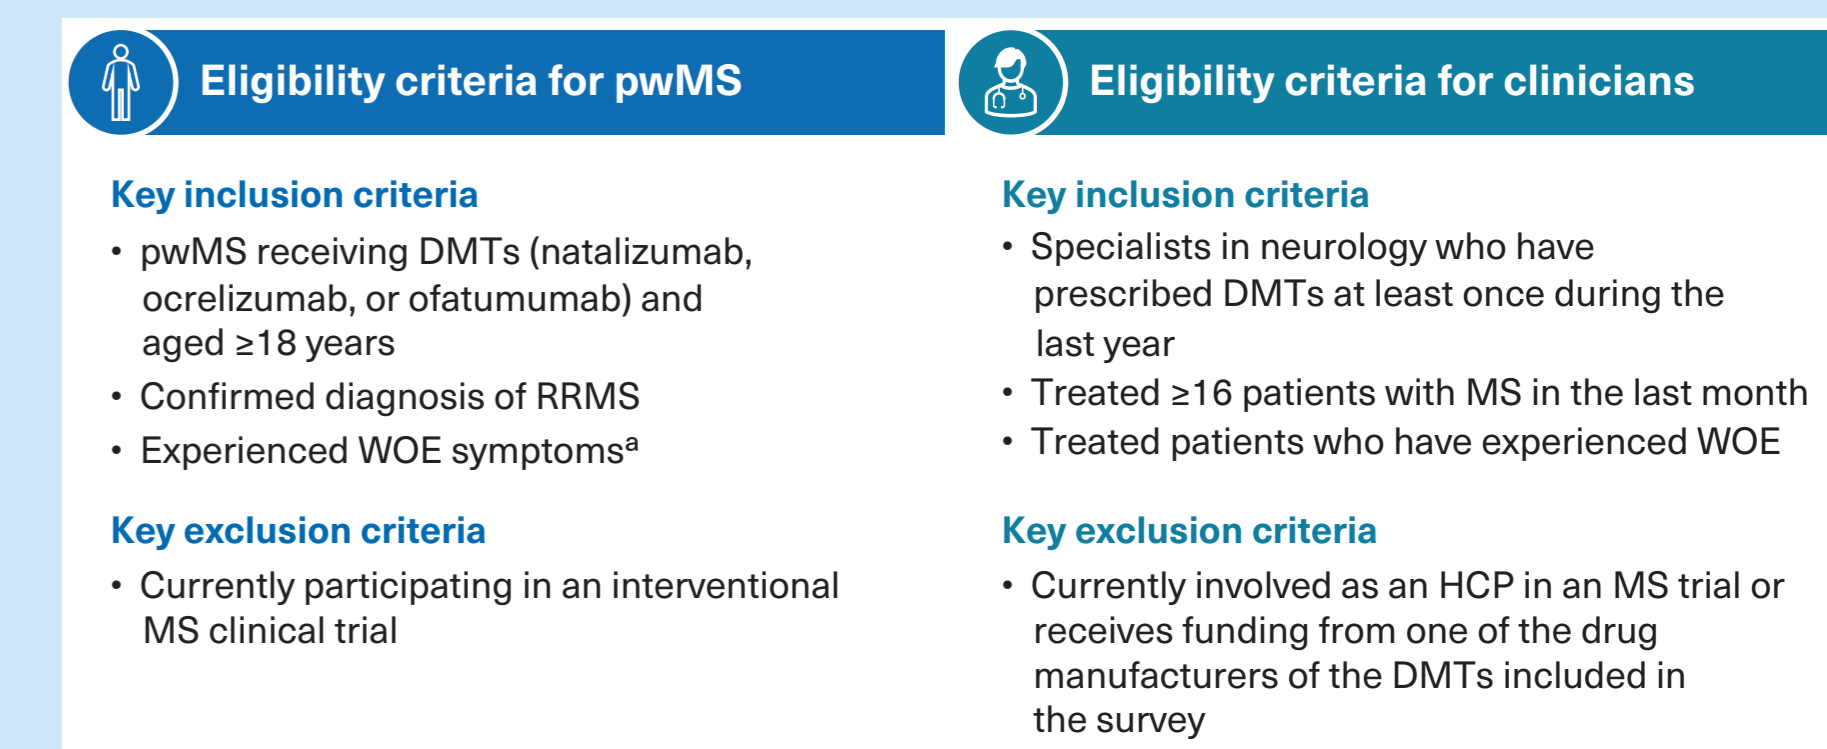 Eligibility criteria for pwMS
Key inclusion criteria
• pwMS receiving DMTs (natalizumab,
ocrelizumab, or ofatumumab) and
aged ≥18 years
• Confirmed diagnosis of RRMS
• Experienced WOE symptomsᵃ
Key exclusion criteria
• Currently participating in an interventional
MS clinical trial
Eligibility criteria for clinicians
Key inclusion criteria
• Specialists in neurology who have
prescribed DMTs at least once during the
last year
• Treated ≥16 patients with MS in the last month
• Treated patients who have experienced WOE
Key exclusion criteria
• Currently involved as an HCP in an MS trial or
receives funding from one of the drug
manufacturers of the DMTs included in
the survey